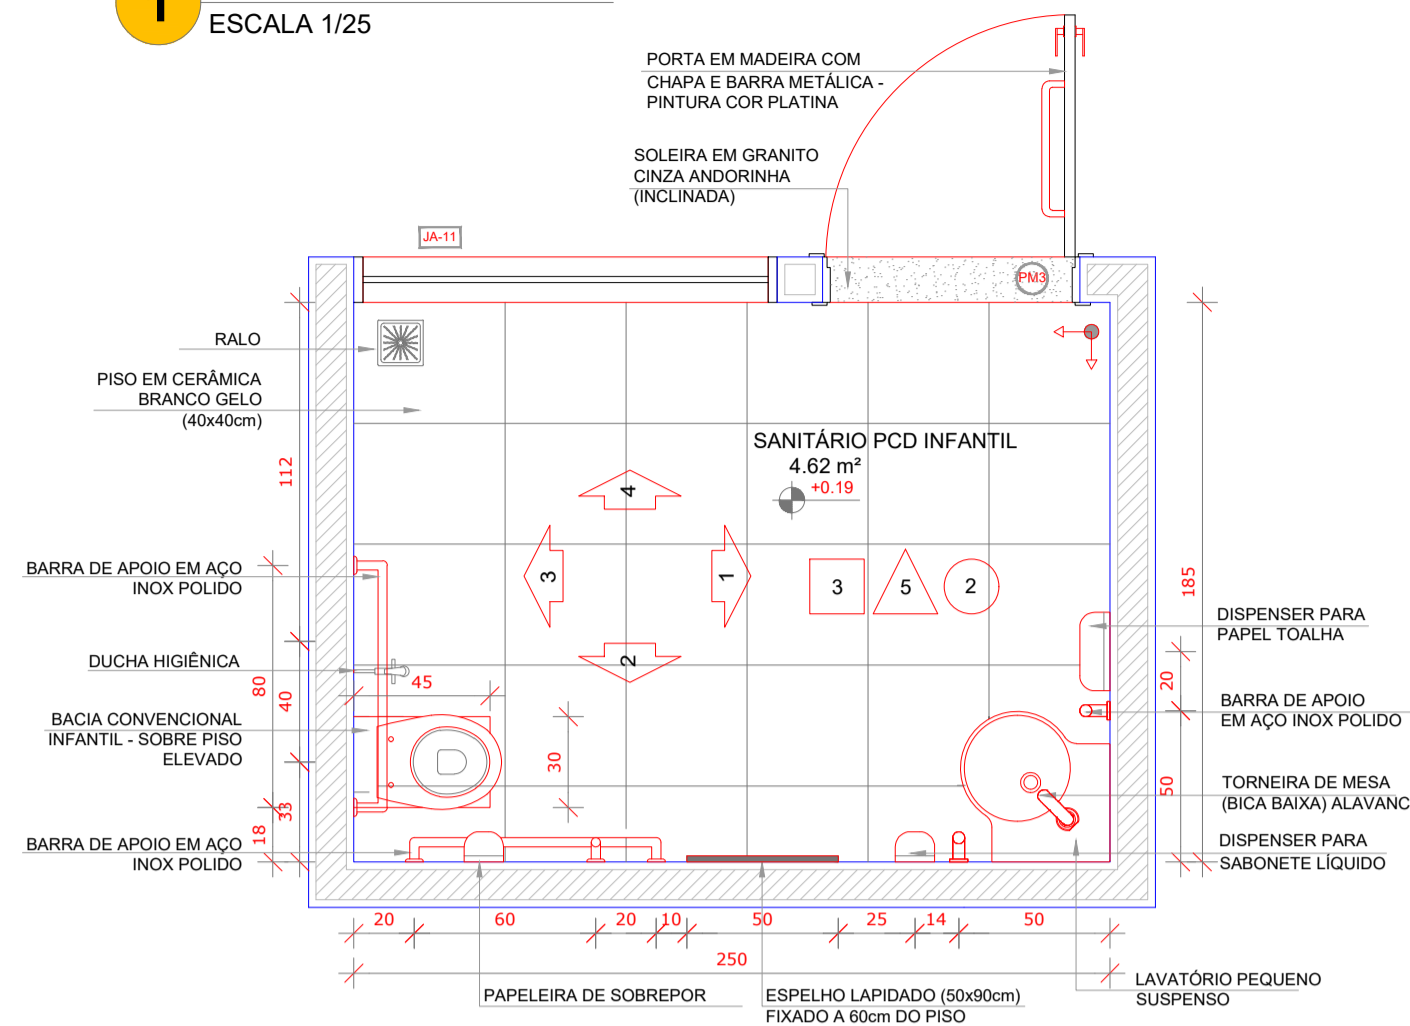 1
ESCALA 1/25
PORTA EM MADEIRA COM
CHAPA E BARRA METÁLICA -
PINTURA COR PLATINA
SOLEIRA EM GRANITO
CINZA ANDORINHA
(INCLINADA)
JA-11
PM3
RALO
PISO EM CERÂMICA
BRANCO GELO
(40x40cm)
SANITÁRIO PCD INFANTIL
4.62 m²
+0.19
112
4
3
1
2
3
5
2
185
BARRA DE APOIO EM AÇO
INOX POLIDO
DUCHA HIGIÊNICA
80
40
45
BACIA CONVENCIONAL
INFANTIL - SOBRE PISO
ELEVADO
30
33
18
BARRA DE APOIO EM AÇO
INOX POLIDO
DISPENSER PARA
PAPEL TOALHA
20
BARRA DE APOIO
EM AÇO INOX POLIDO
50
TORNEIRA DE MESA
(BICA BAIXA) ALAVANC
DISPENSER PARA
SABONETE LÍQUIDO
20 60 20 10 50 25 14 50
250
PAPELEIRA DE SOBREPOR
ESPELHO LAPIDADO (50x90cm)
FIXADO A 60cm DO PISO
LAVATÓRIO PEQUENO
SUSPENSO